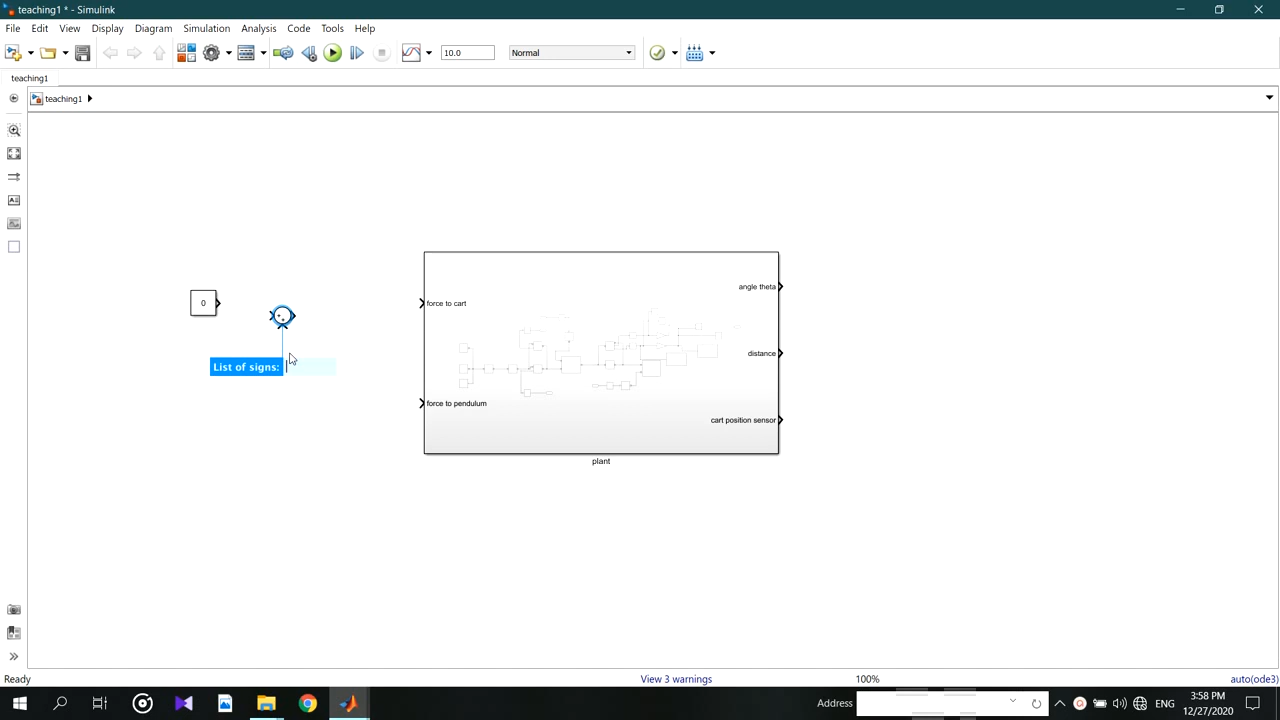 teaching1 * - Simulink
File Edit View Display Diagram Simulation Analysis Code Tools Help
10.0 Normal
teaching1
teaching1
0
List of signs:
force to cart
force to pendulum
angle theta
distance
cart position sensor
plant
Ready View 3 warnings 100% auto(ode3)
Address ENG 3:58 PM
12/27/2020